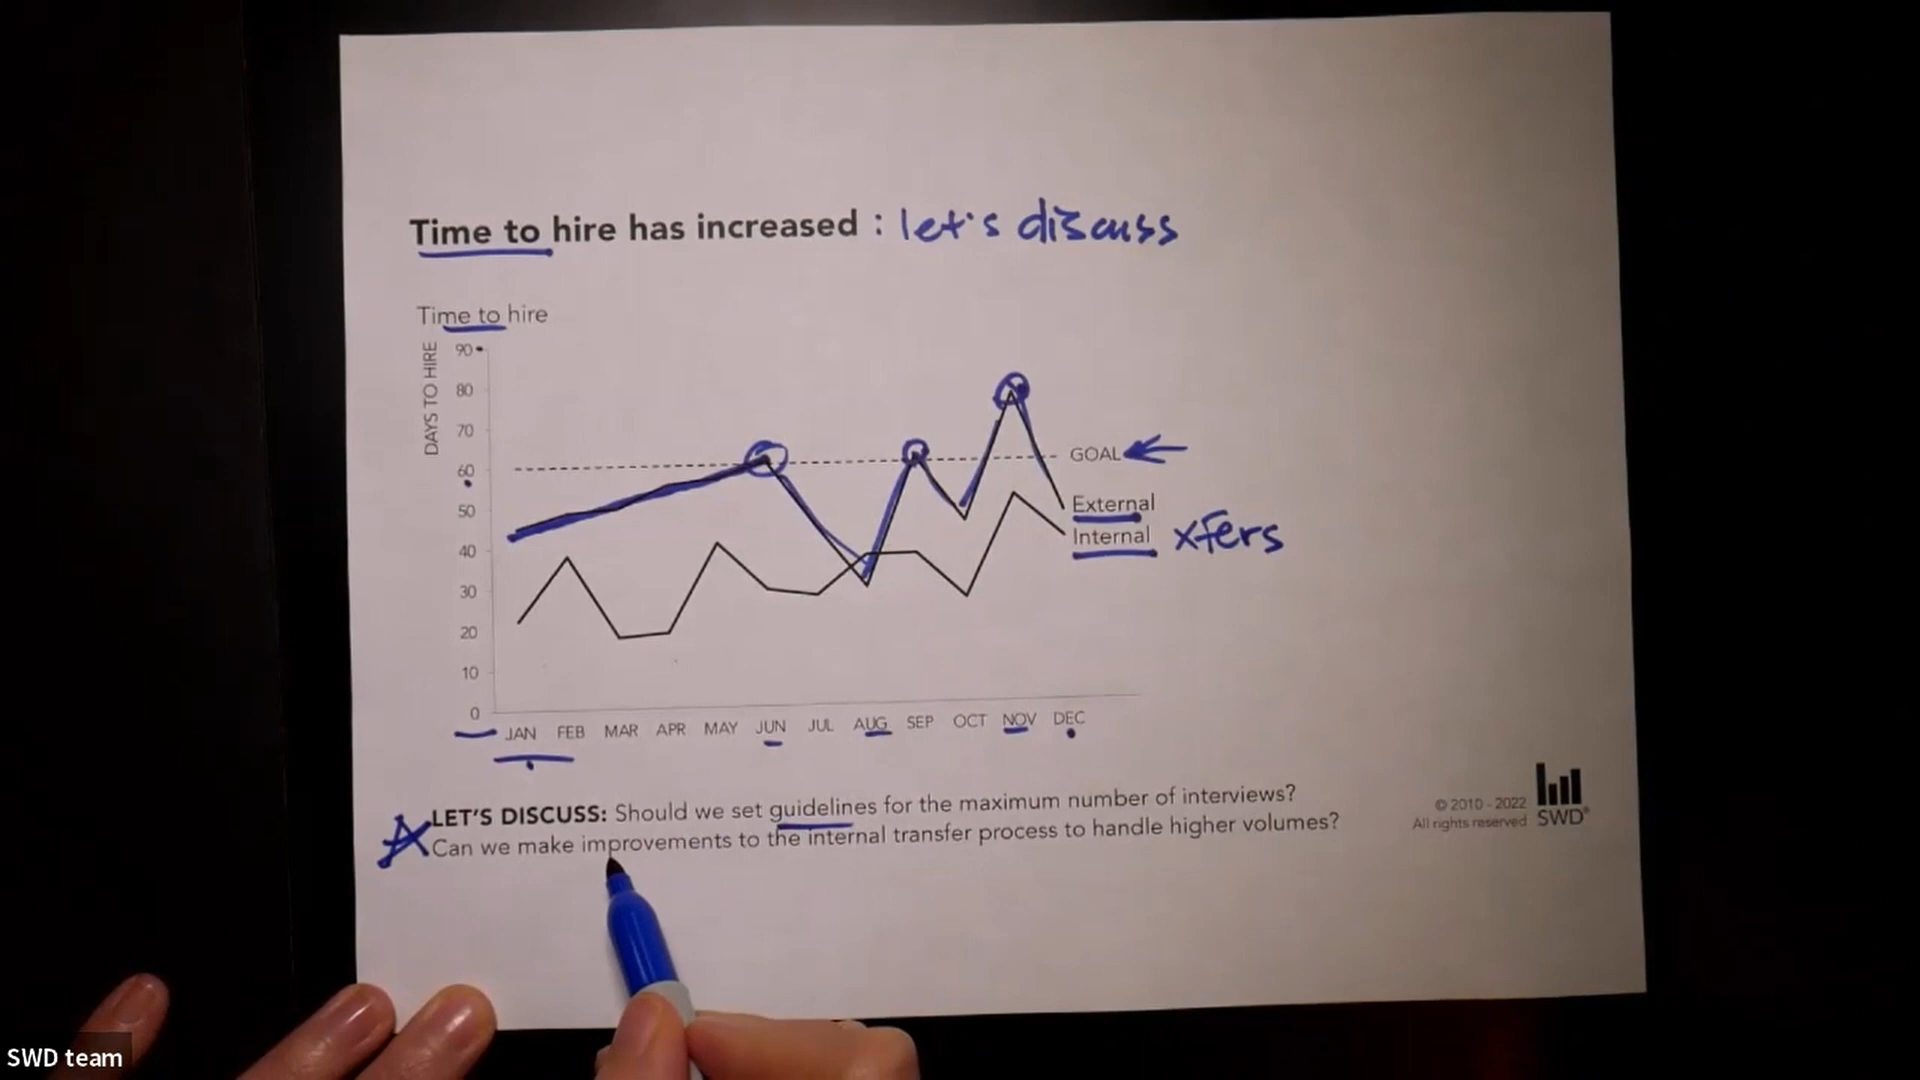 Time to hire has increased : let's discuss
Time to hire
DAYS TO HIRE
90
80
70
60
50
40
30
20
10
0
GOAL
External
Internal xfers
JAN FEB MAR APR MAY JUN JUL AUG SEP OCT NOV DEC
LET'S DISCUSS: Should we set guidelines for the maximum number of interviews?
Can we make improvements to the internal transfer process to handle higher volumes?
© 2010 - 2022
All rights reserved
SWD®
SWD team